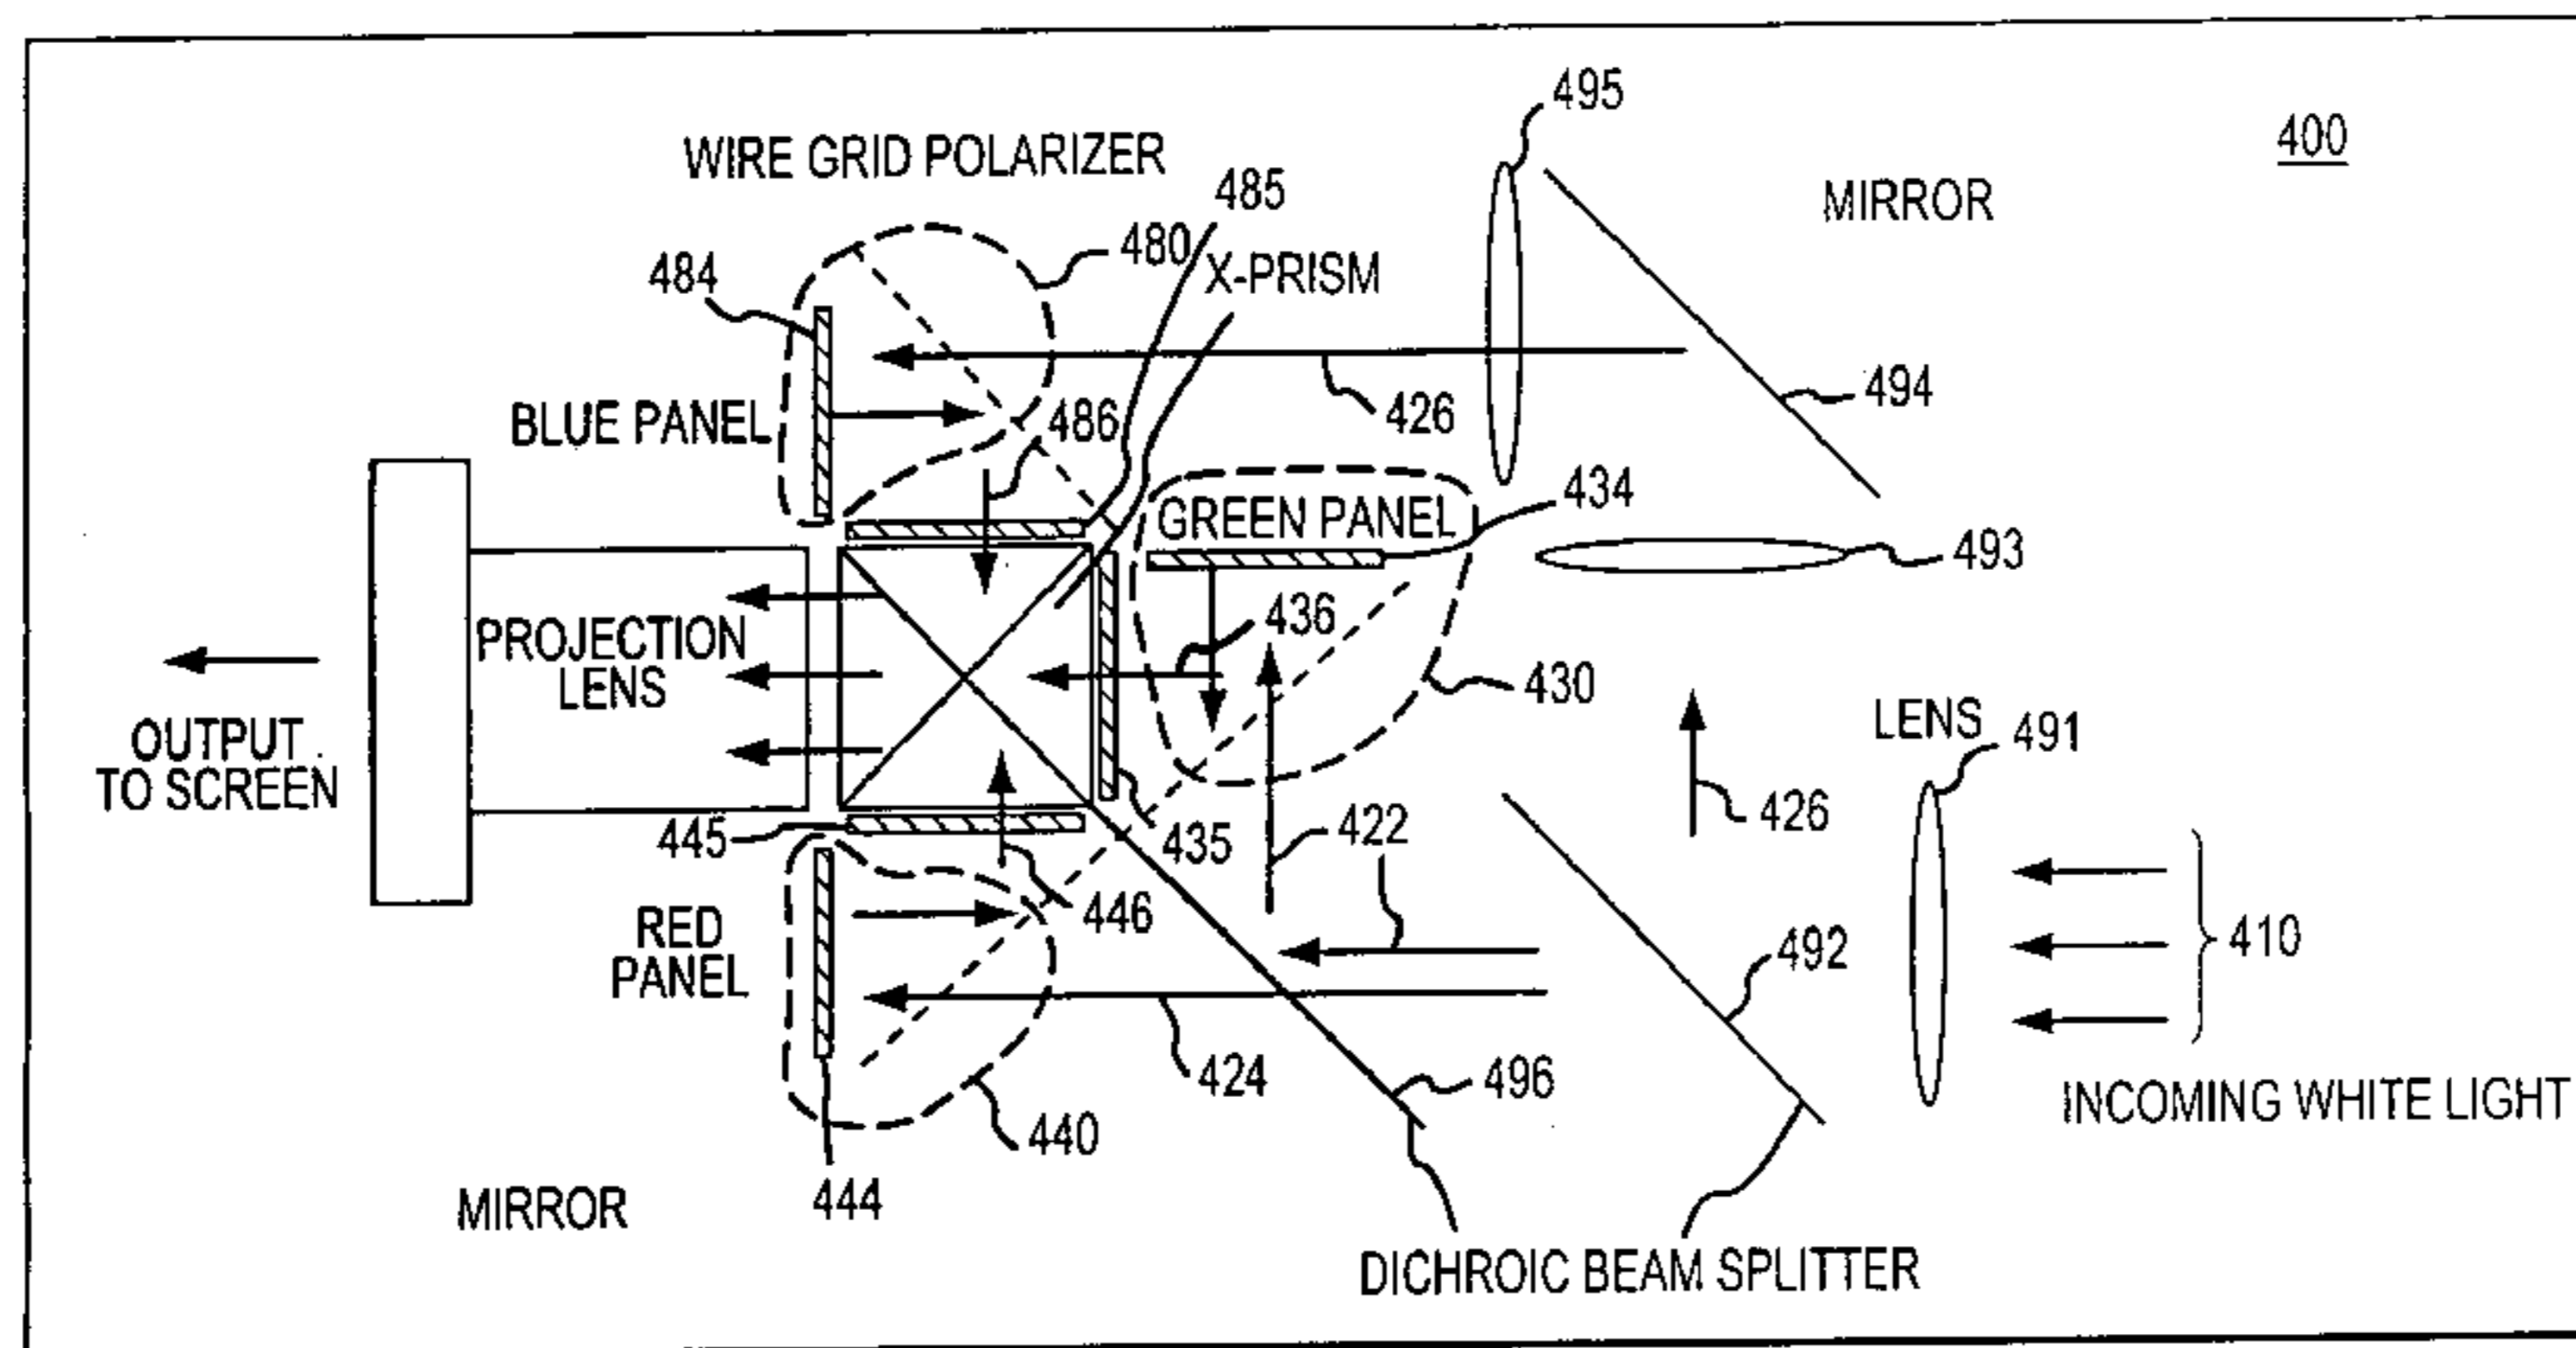 495
400
WIRE GRID POLARIZER
485
MIRROR
480
X-PRISM
484
494
426
BLUE PANEL
486
GREEN PANEL
434
493
436
PROJECTION
LENS
430
LENS
491
OUTPUT
TO SCREEN
445
435
422
426
RED
PANEL
446
492
410
424
496
INCOMING WHITE LIGHT
440
444
MIRROR
DICHROIC BEAM SPLITTER